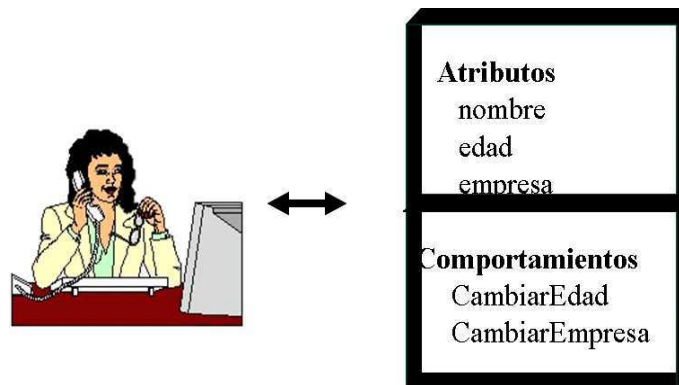 Atributos
nombre
edad
empresa
Comportamientos
CambiarEdad
CambiarEmpresa